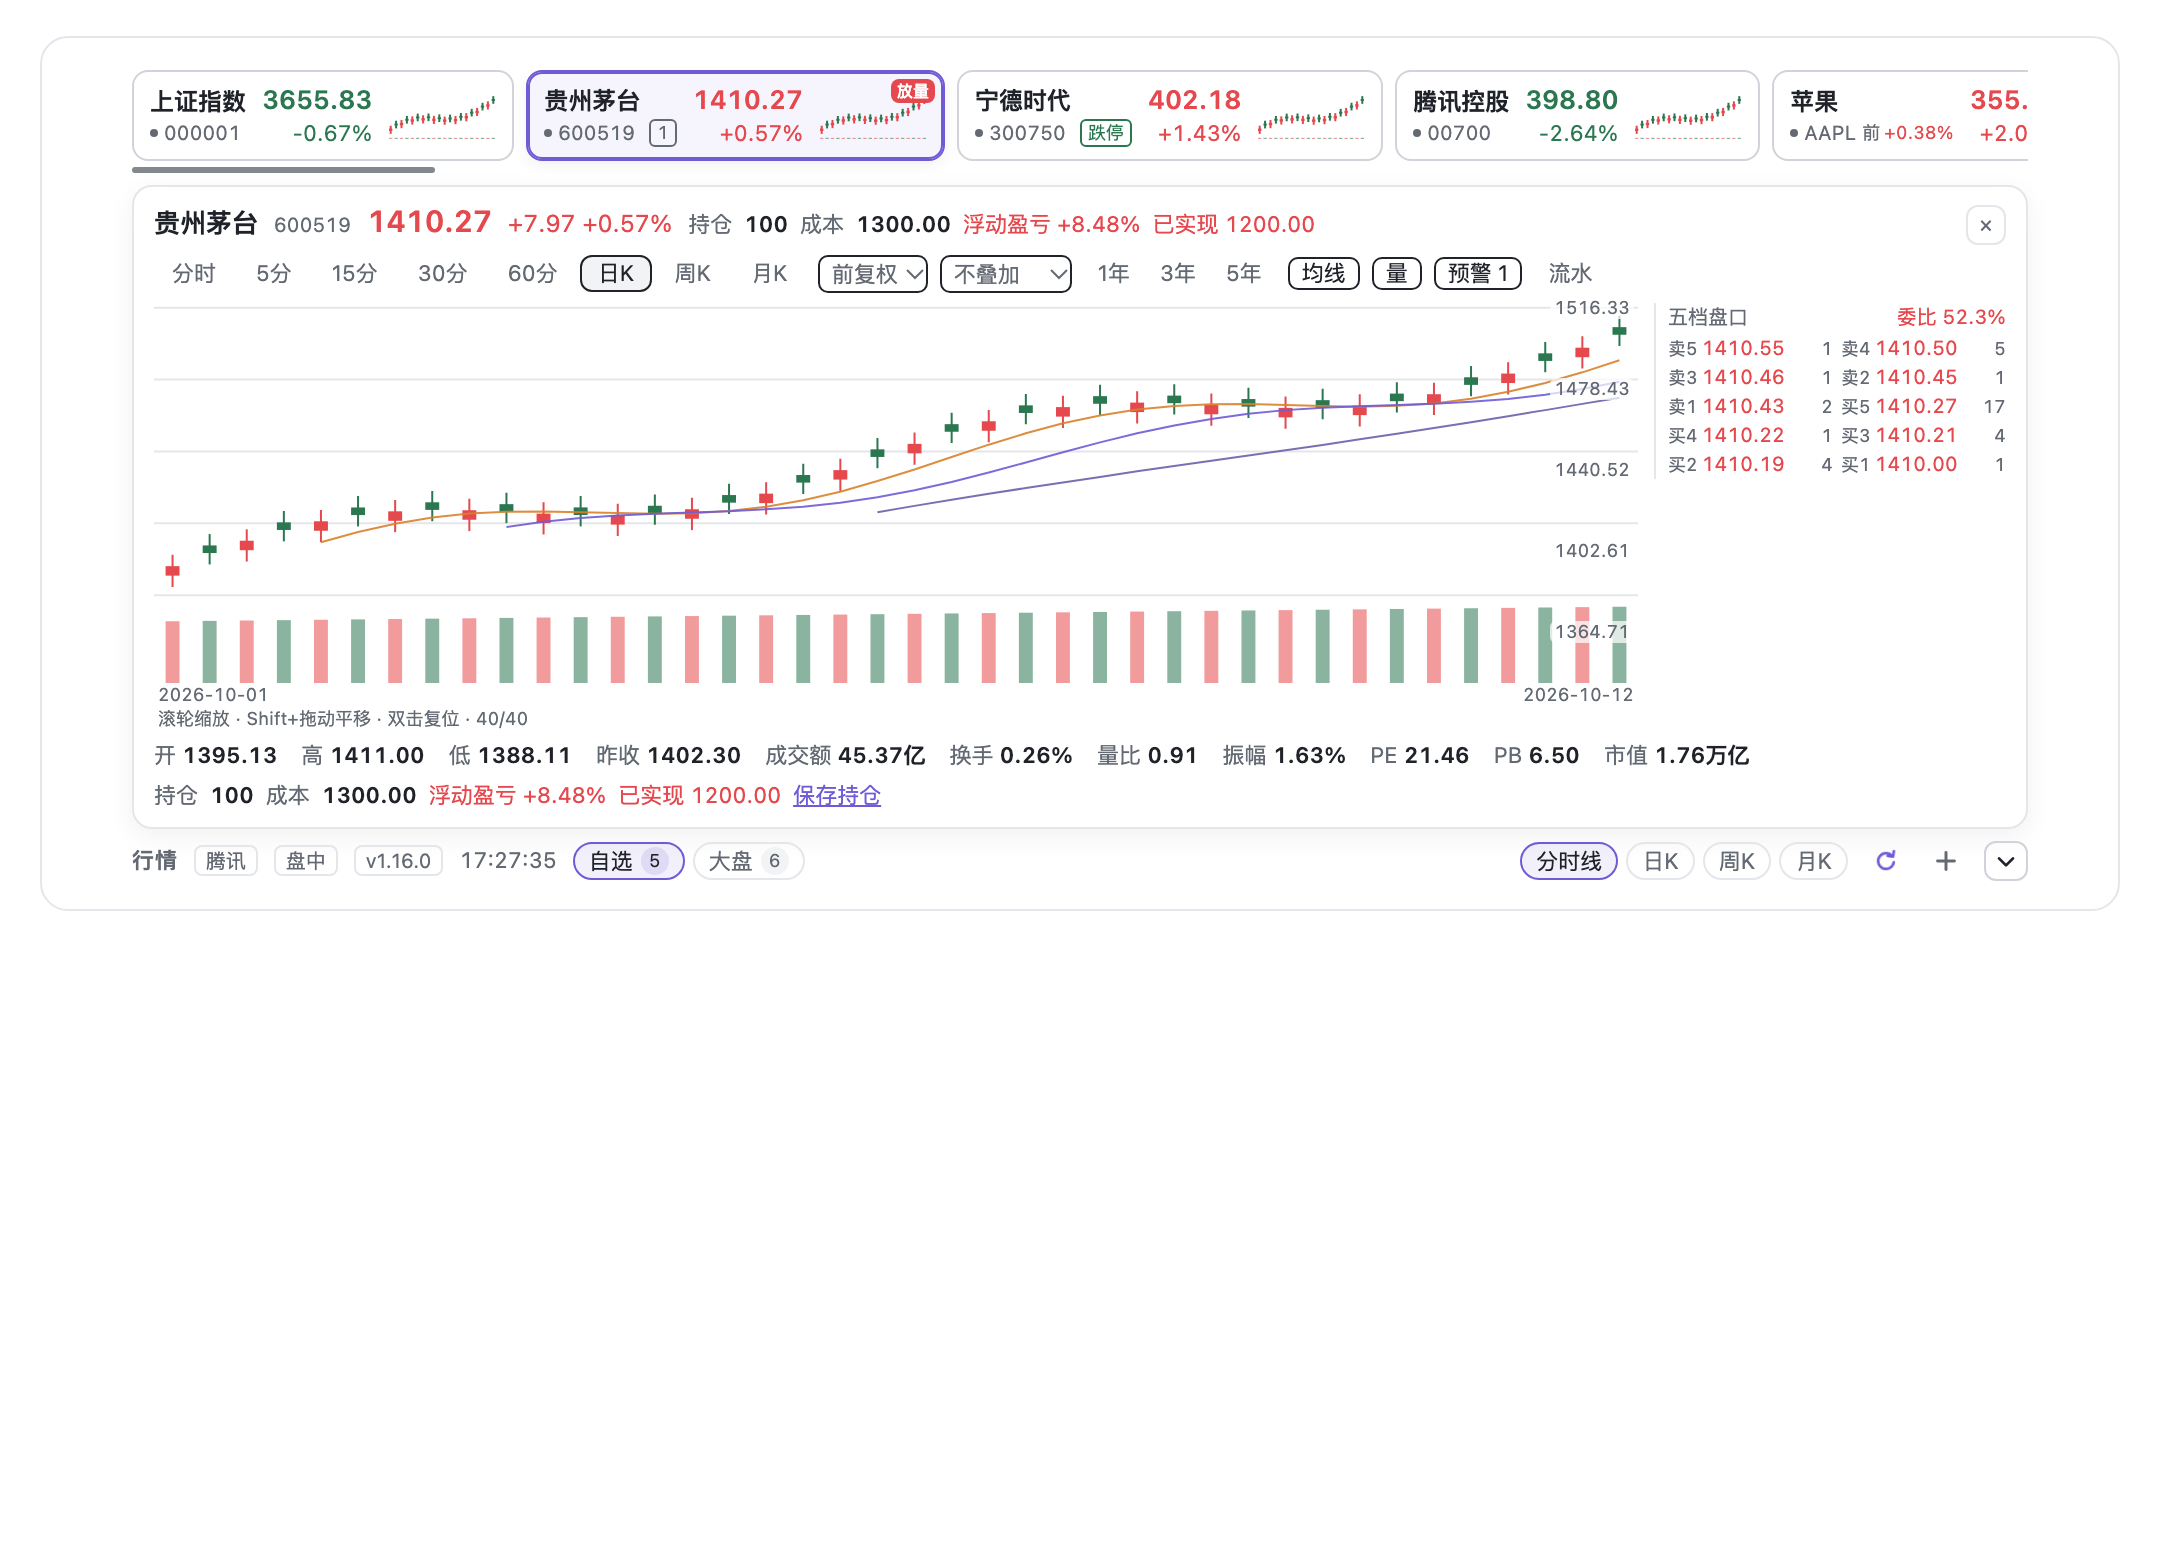 上证指数 3655.83
000001 -0.67%
贵州茅台 1410.27 放量
600519 1 +0.57%
宁德时代 402.18
300750 跌停 +1.43%
腾讯控股 398.80
00700 -2.64%
苹果 355.
AAPL 前 +0.38% +2.0
贵州茅台 600519 1410.27 +7.97 +0.57% 持仓 100 成本 1300.00 浮动盈亏 +8.48% 已实现 1200.00 ×
分时 5分 15分 30分 60分 日K 周K 月K 前复权 不叠加 1年 3年 5年 均线 量 预警 1 流水
1516.33
1478.43
1440.52
1402.61
1364.71
2026-10-01 2026-10-12
滚轮缩放 · Shift+拖动平移 · 双击复位 · 40/40
五档盘口 委比 52.3%
卖5 1410.55 1 卖4 1410.50 5
卖3 1410.46 1 卖2 1410.45 1
卖1 1410.43 2 买5 1410.27 17
买4 1410.22 1 买3 1410.21 4
买2 1410.19 4 买1 1410.00 1
开 1395.13 高 1411.00 低 1388.11 昨收 1402.30 成交额 45.37亿 换手 0.26% 量比 0.91 振幅 1.63% PE 21.46 PB 6.50 市值 1.76万亿
持仓 100 成本 1300.00 浮动盈亏 +8.48% 已实现 1200.00 保存持仓
行情 腾讯 盘中 v1.16.0 17:27:35 自选 5 大盘 6 分时线 日K 周K 月K